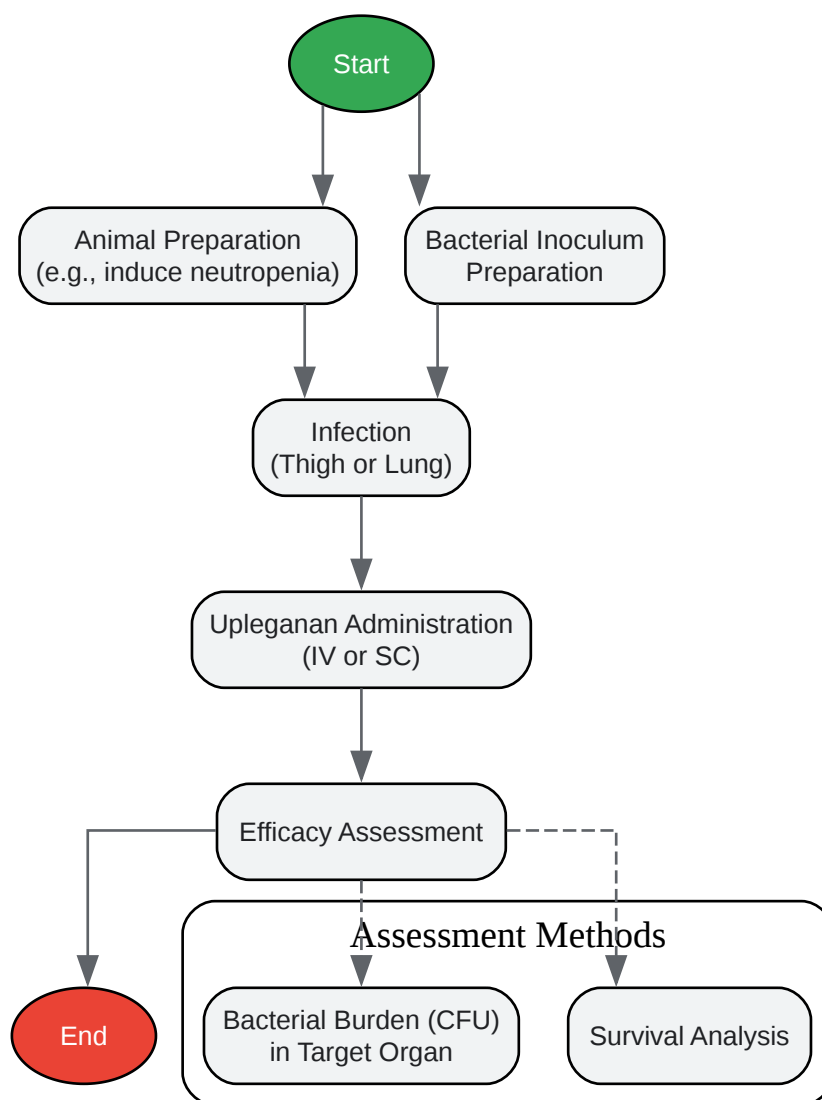 Start
Animal Preparation
(e.g., induce neutropenia)
Bacterial Inoculum
Preparation
Infection
(Thigh or Lung)
Upleganan Administration
(IV or SC)
Efficacy Assessment
Assessment Methods
End
Bacterial Burden (CFU)
in Target Organ
Survival Analysis